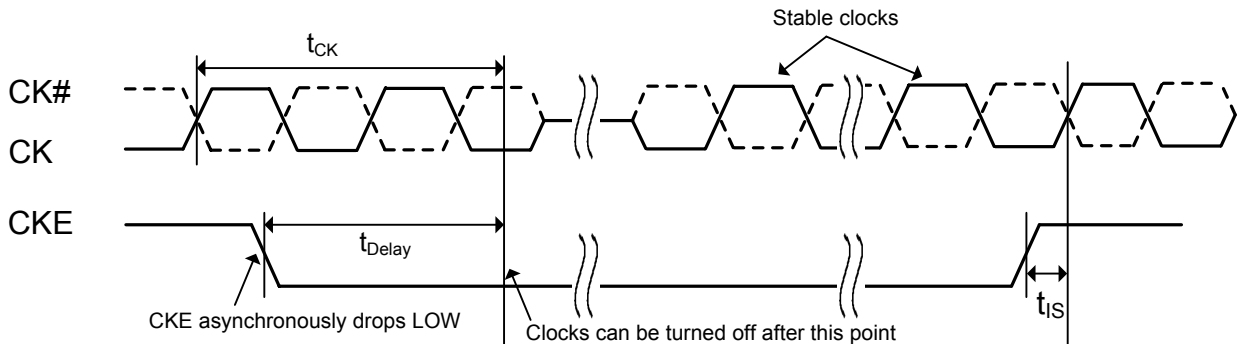 Stable clocks
tCK
CK#
CK
CKE
tDelay
tIS
CKE asynchronously drops LOW
Clocks can be turned off after this point